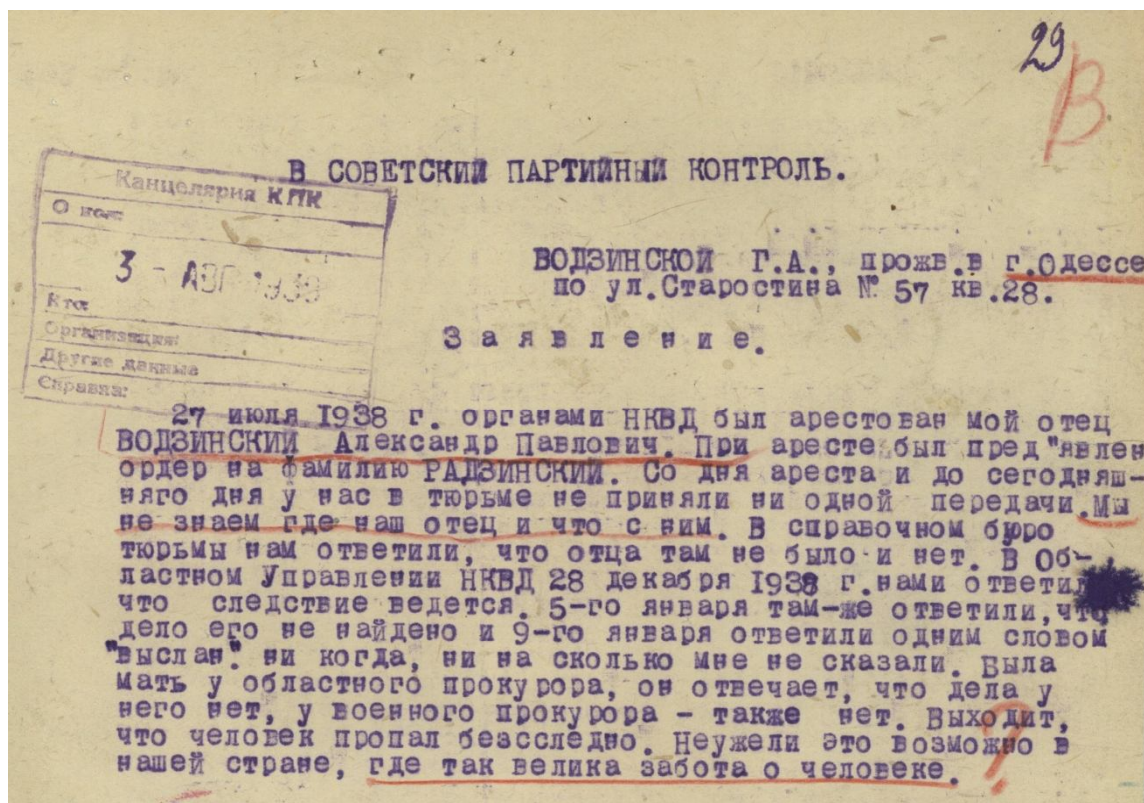 29
В
В СОВЕТСКИЙ ПАРТИЙНЫЙ КОНТРОЛЬ.
Канцелярия КПК
О ком:
3 - АВГ 1939
Кто:
Организация:
Другие данные
Справка:
ВОДЗИНСКОЙ Г.А., прожв.в г.Одессе
по ул.Старостина № 57 кв.28.
З а я в л е н и е.
27 июля 1938 г. органами НКВД был арестован мой отец
ВОДЗИНСКИЙ Александр Павлович. При аресте был пред"явлен
ордер на фамилию РАДЗИНСКИЙ. Со дня ареста и до сегодняш-
няго дня у нас в тюрьме не приняли ни одной передачи.Мы
не знаем где наш отец и что с ним. В справочном бюро
тюрьмы нам ответили, что отца там не было и нет. В Об-
ластном Управлении НКВД 28 декабря 1938 г.нами ответил
что следствие ведется. 5-го января там-же ответили,что
дело его не найдено и 9-го января ответили одним словом
"выслан". ни когда, ни на сколько мне не сказали. Была
мать у областного прокурора, он отвечает, что дела у
него нет, у военного прокурора - также нет. Выходит,
что человек пропал безсследно. Неужели это возможно в
нашей стране, где так велика забота о человеке. ?